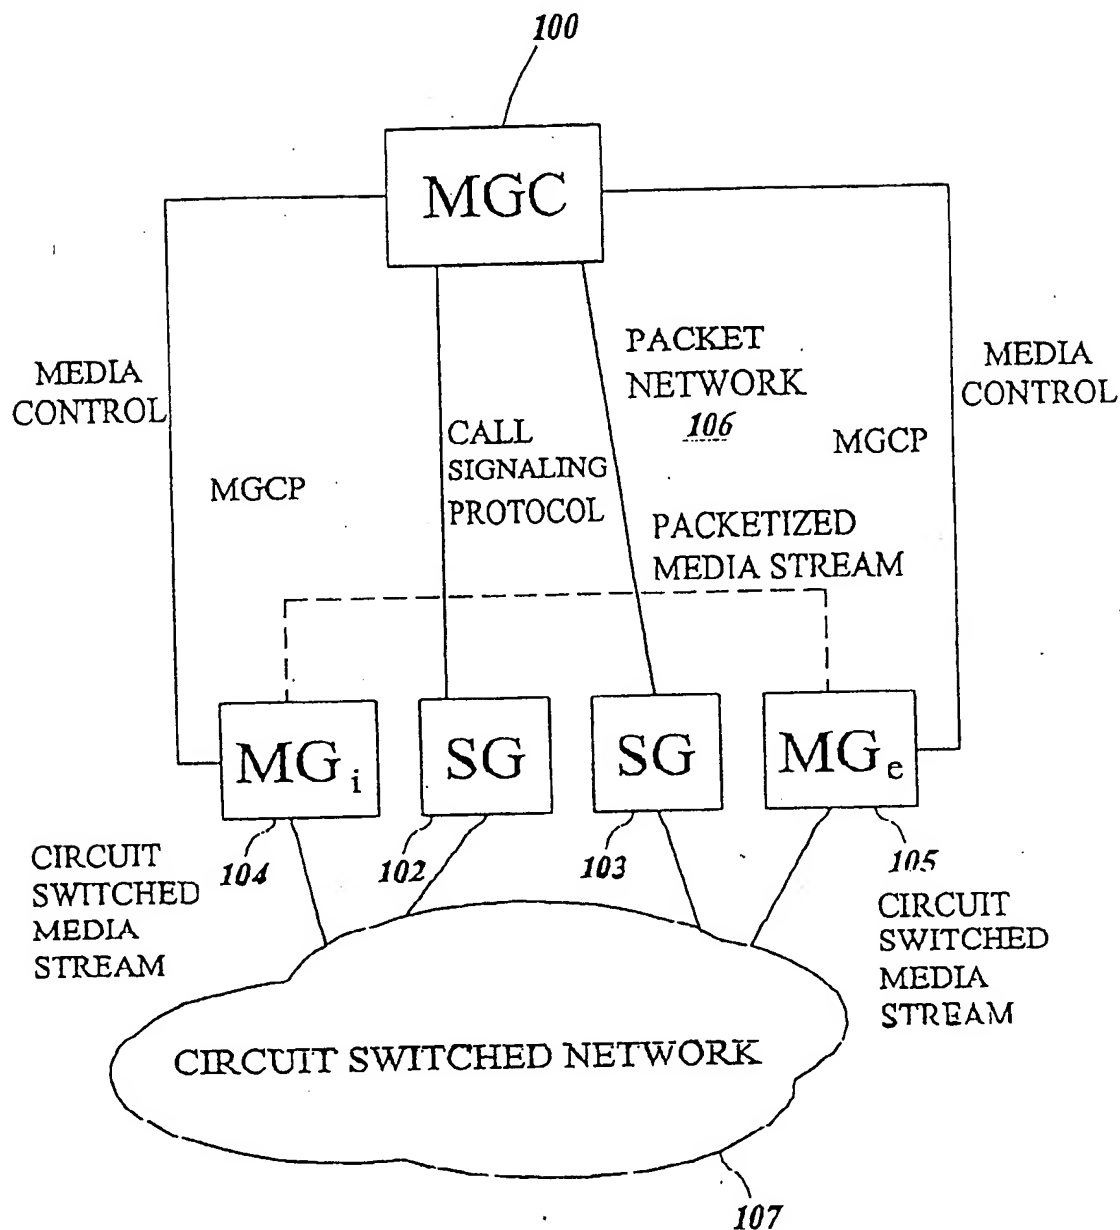 100
MGC
MEDIA
CONTROL
MGCP
CALL
SIGNALING
PROTOCOL
PACKET
NETWORK
106
MGCP
MEDIA
CONTROL
PACKETIZED
MEDIA STREAM
MGi
SG
SG
MGe
104
102
103
105
CIRCUIT
SWITCHED
MEDIA
STREAM
CIRCUIT
SWITCHED
MEDIA
STREAM
CIRCUIT SWITCHED NETWORK
107